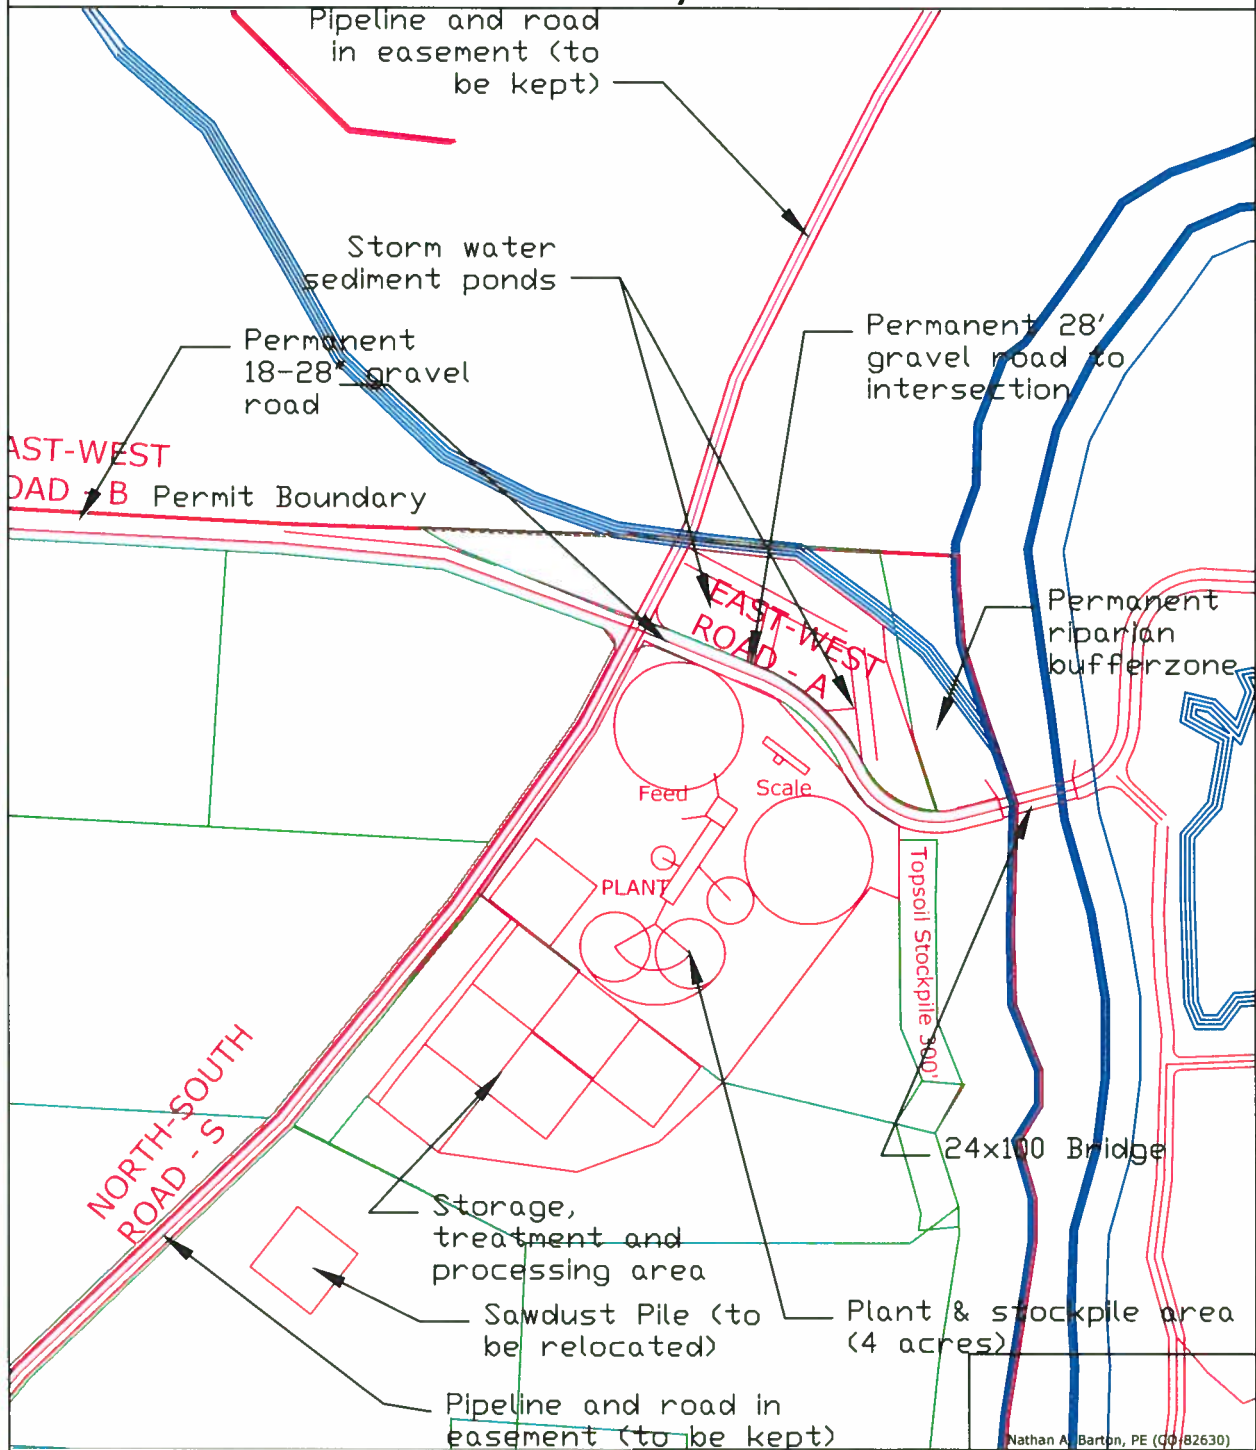 Pipeline and road
in easement (to
be kept)
Storm water
sediment ponds
Permanent
18-28' gravel
road
Permanent 28'
gravel road to
intersection
AST-WEST
OAD - B
Permit Boundary
EAST-WEST
ROAD - A
Permanent
riparian
bufferzone
Feed
Scale
PLANT
Topsoil Stockpile 300'
NORTH-SOUTH
ROAD - S
24x100 Bridge
Storage,
treatment and
processing area
Sawdust Pile (to
be relocated)
Plant & stockpile area
(4 acres)
Pipeline and road in
easement (to be kept)
Nathan A. Barton, PE (CO-82630)